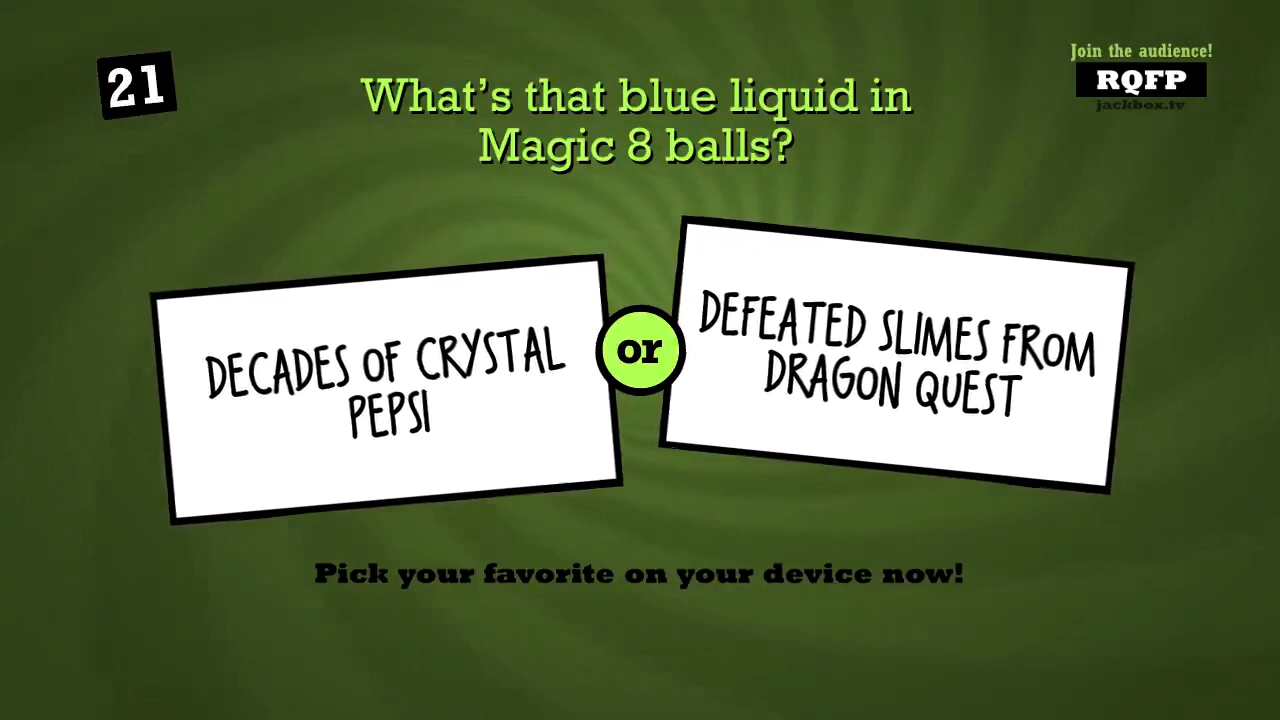 21
What's that blue liquid in
Magic 8 balls?
Join the audience!
RQFP
jackbox.tv
DECADES OF CRYSTAL
PEPSI
or
DEFEATED SLIMES FROM
DRAGON QUEST
Pick your favorite on your device now!